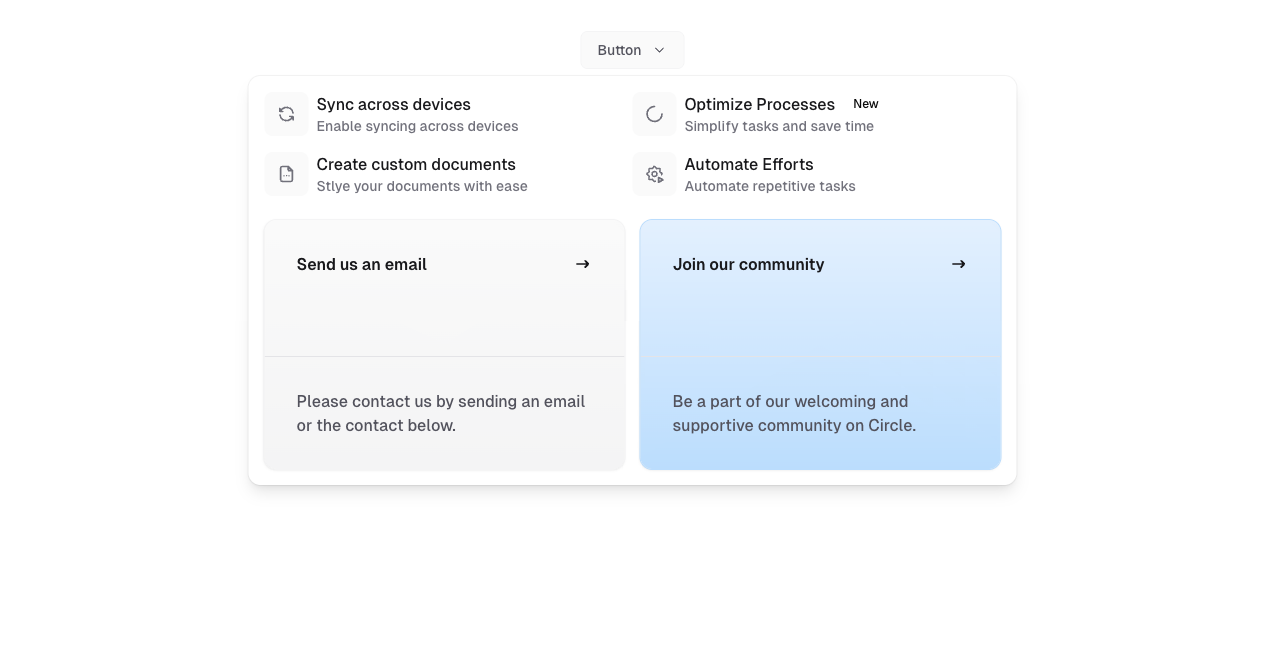 Button
Sync across devices
Enable syncing across devices
Optimize Processes New
Simplify tasks and save time
Create custom documents
Stlye your documents with ease
Automate Efforts
Automate repetitive tasks
Send us an email
Please contact us by sending an email
or the contact below.
Join our community
Be a part of our welcoming and
supportive community on Circle.